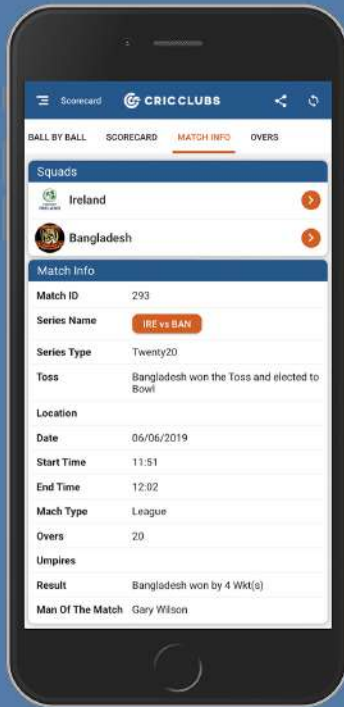 Scorecard CRICCLUBS
BALL BY BALL SCORECARD MATCH INFO OVERS
Squads
Ireland
Bangladesh
Match Info
Match ID 293
Series Name IRE vs BAN
Series Type Twenty20
Toss Bangladesh won the Toss and elected to
Bowl
Location
Date 06/06/2019
Start Time 11:51
End Time 12:02
Mach Type League
Overs 20
Umpires
Result Bangladesh won by 4 Wkt(s)
Man Of The Match Gary Wilson